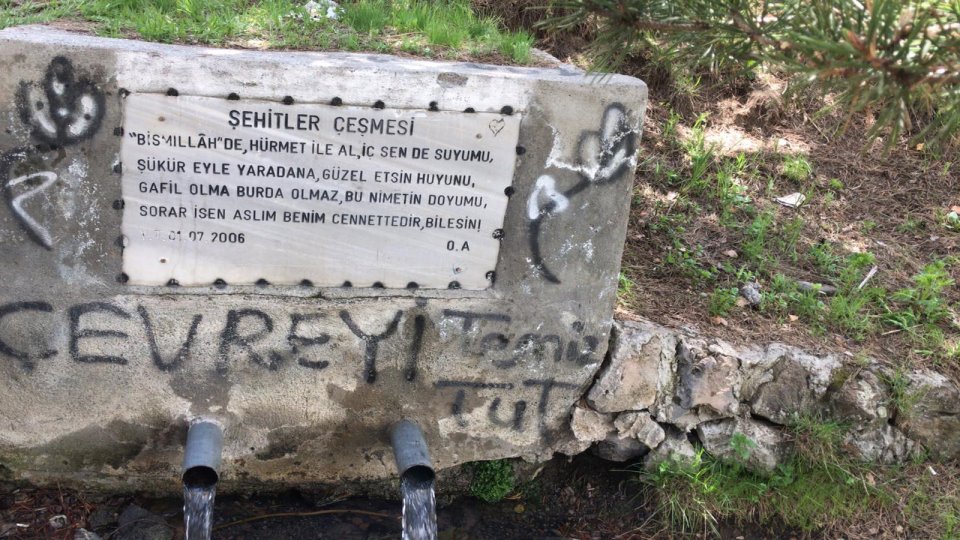 ŞEHİTLER ÇEŞMESİ
"BİSMİLLÂH"DE, HÜRMET İLE AL, İÇ SEN DE SUYUMU,
ŞÜKÜR EYLE YARADANA, GÜZEL ETSİN HUYUNU,
GAFİL OLMA BURDA OLMAZ, BU NİMETİN DOYUMU,
SORAR İSEN ASLIM BENİM CENNETTEDİR, BİLESİN!
01.07.2006 O.A
ÇEVREYİ Temiz
TUT